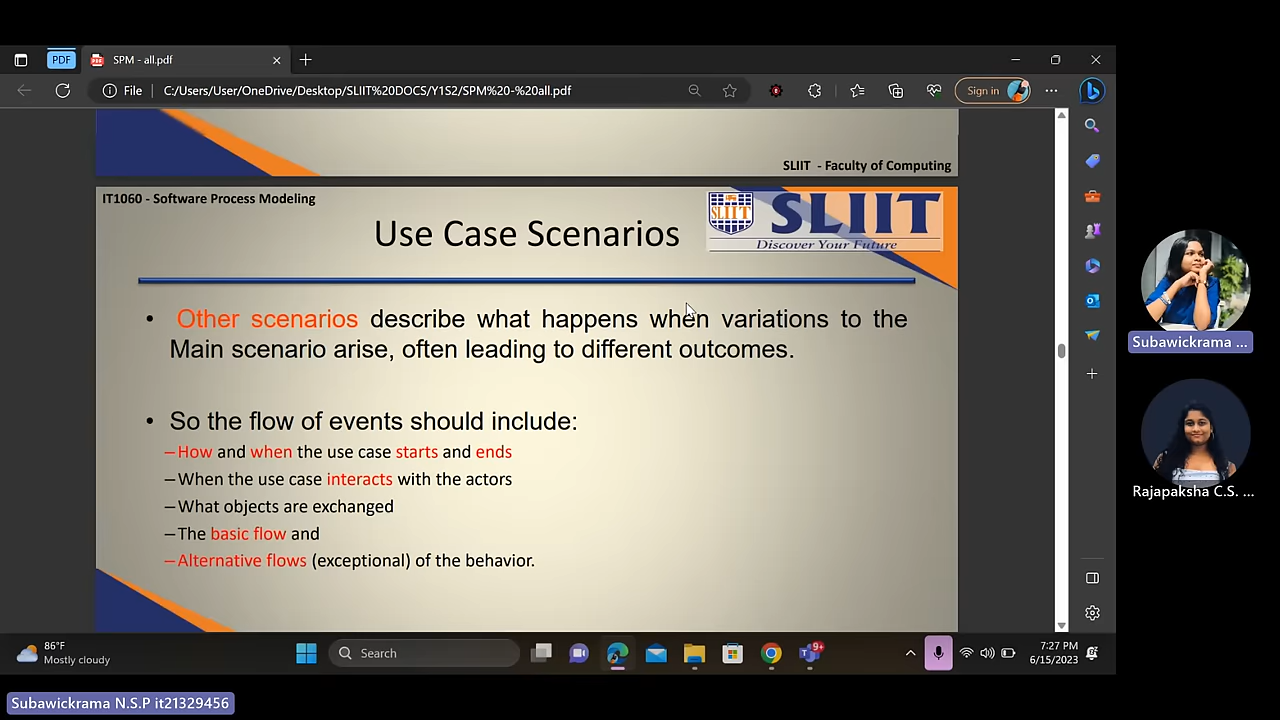 PDF
SPM - all.pdf
File
C:/Users/User/OneDrive/Desktop/SLIIT%20DOCS/Y1S2/SPM%20-%20all.pdf
Sign in
SLIIT - Faculty of Computing
IT1060 - Software Process Modeling
SLIIT
SLIIT
Discover Your Future
Use Case Scenarios
• Other scenarios describe what happens when variations to the
Main scenario arise, often leading to different outcomes.
• So the flow of events should include:
–How and when the use case starts and ends
–When the use case interacts with the actors
–What objects are exchanged
–The basic flow and
–Alternative flows (exceptional) of the behavior.
Subawickrama ...
Rajapaksha C.S. ...
86°F
Mostly cloudy
Search
9+
7:27 PM
6/15/2023
Subawickrama N.S.P it21329456